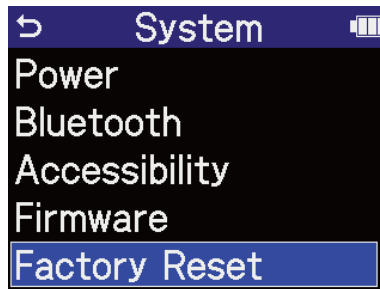 System
Power
Bluetooth
Accessibility
Firmware
Factory Reset